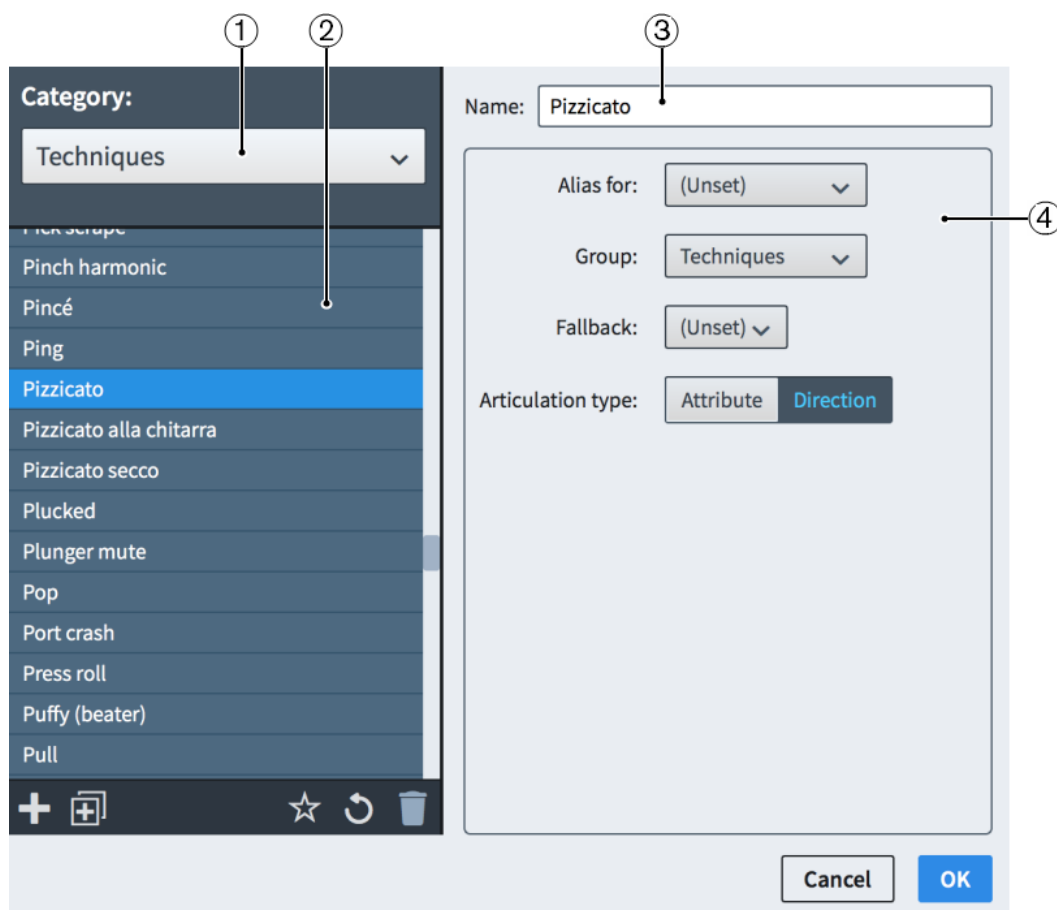 1 2 3
Category:
Techniques
Pick scrape
Pinch harmonic
Pincé
Ping
Pizzicato
Pizzicato alla chitarra
Pizzicato secco
Plucked
Plunger mute
Pop
Port crash
Press roll
Puffy (beater)
Pull
Name: Pizzicato
Alias for: (Unset)
4
Group: Techniques
Fallback: (Unset)
Articulation type: Attribute Direction
Cancel OK